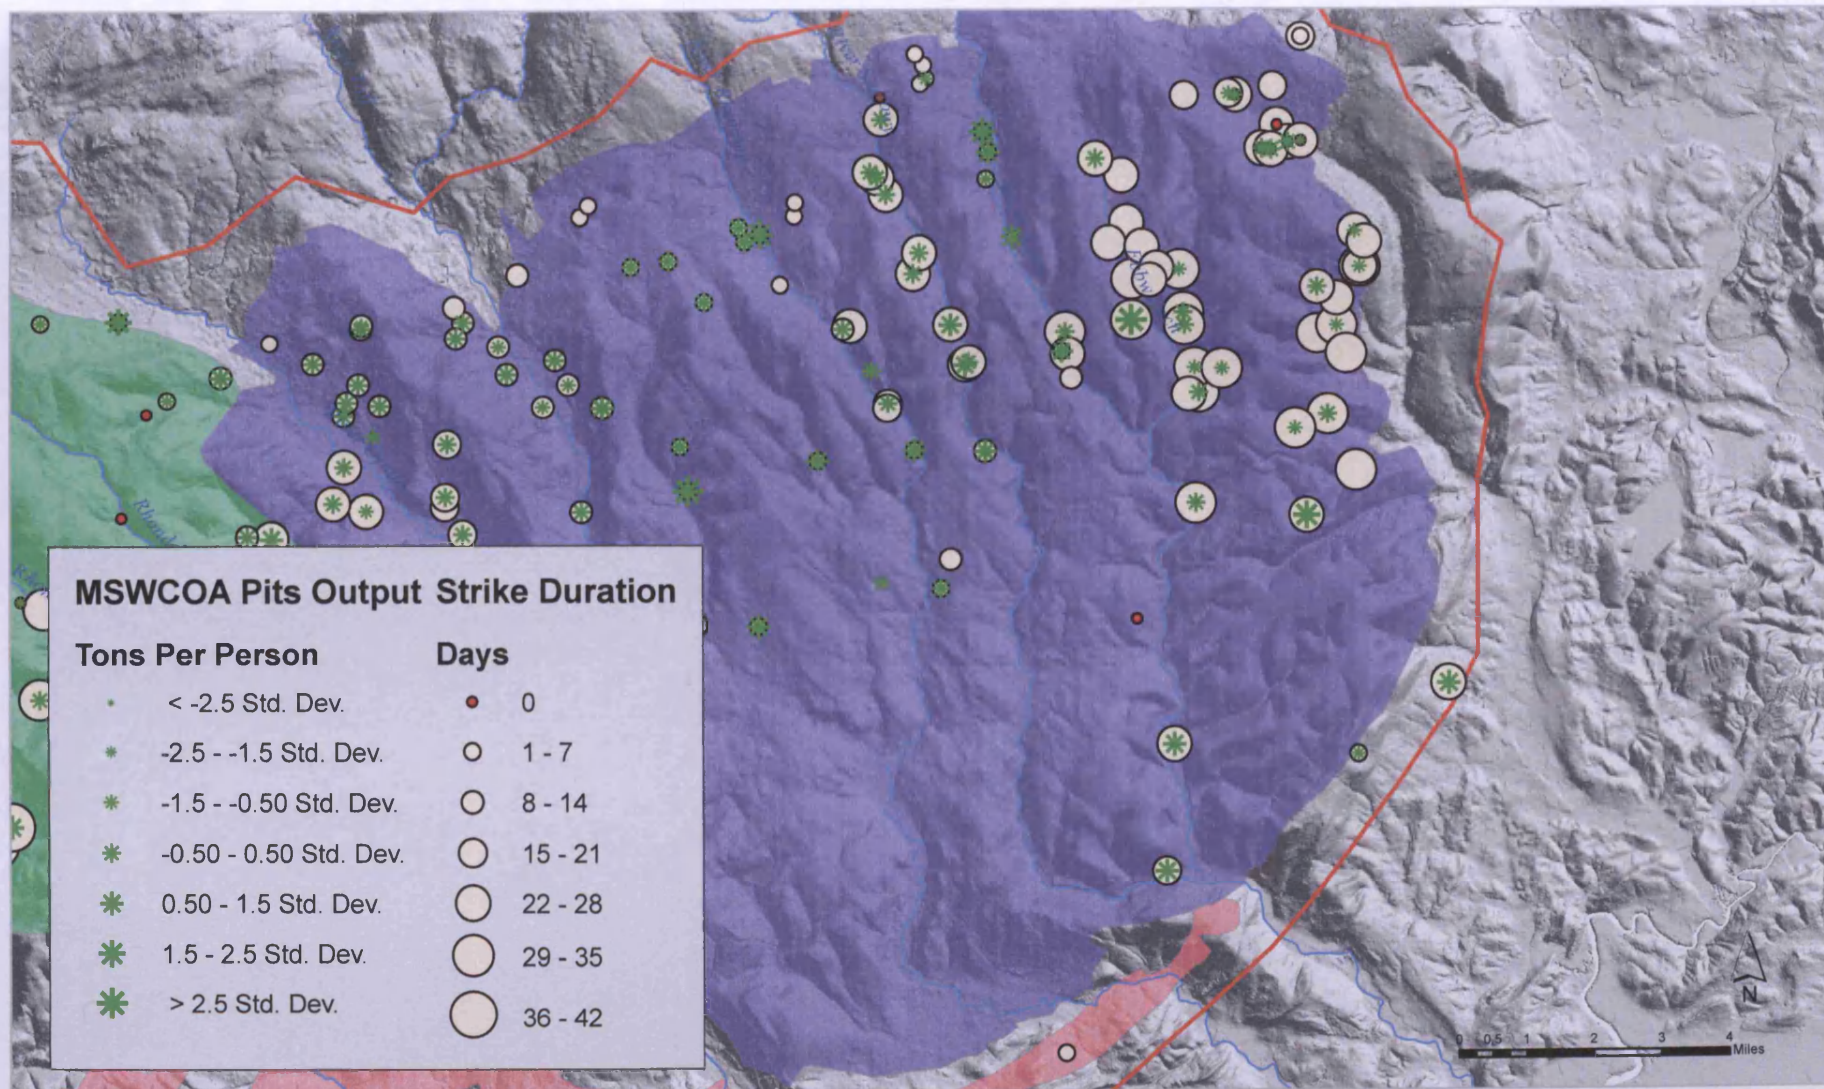 MSWCOA Pits Output Strike Duration
Tons Per Person Days
< -2.5 Std. Dev. 0
-2.5 - -1.5 Std. Dev. 1 - 7
-1.5 - -0.50 Std. Dev. 8 - 14
-0.50 - 0.50 Std. Dev. 15 - 21
0.50 - 1.5 Std. Dev. 22 - 28
1.5 - 2.5 Std. Dev. 29 - 35
> 2.5 Std. Dev. 36 - 42
N
0 0.5 1 2 3 4
Miles